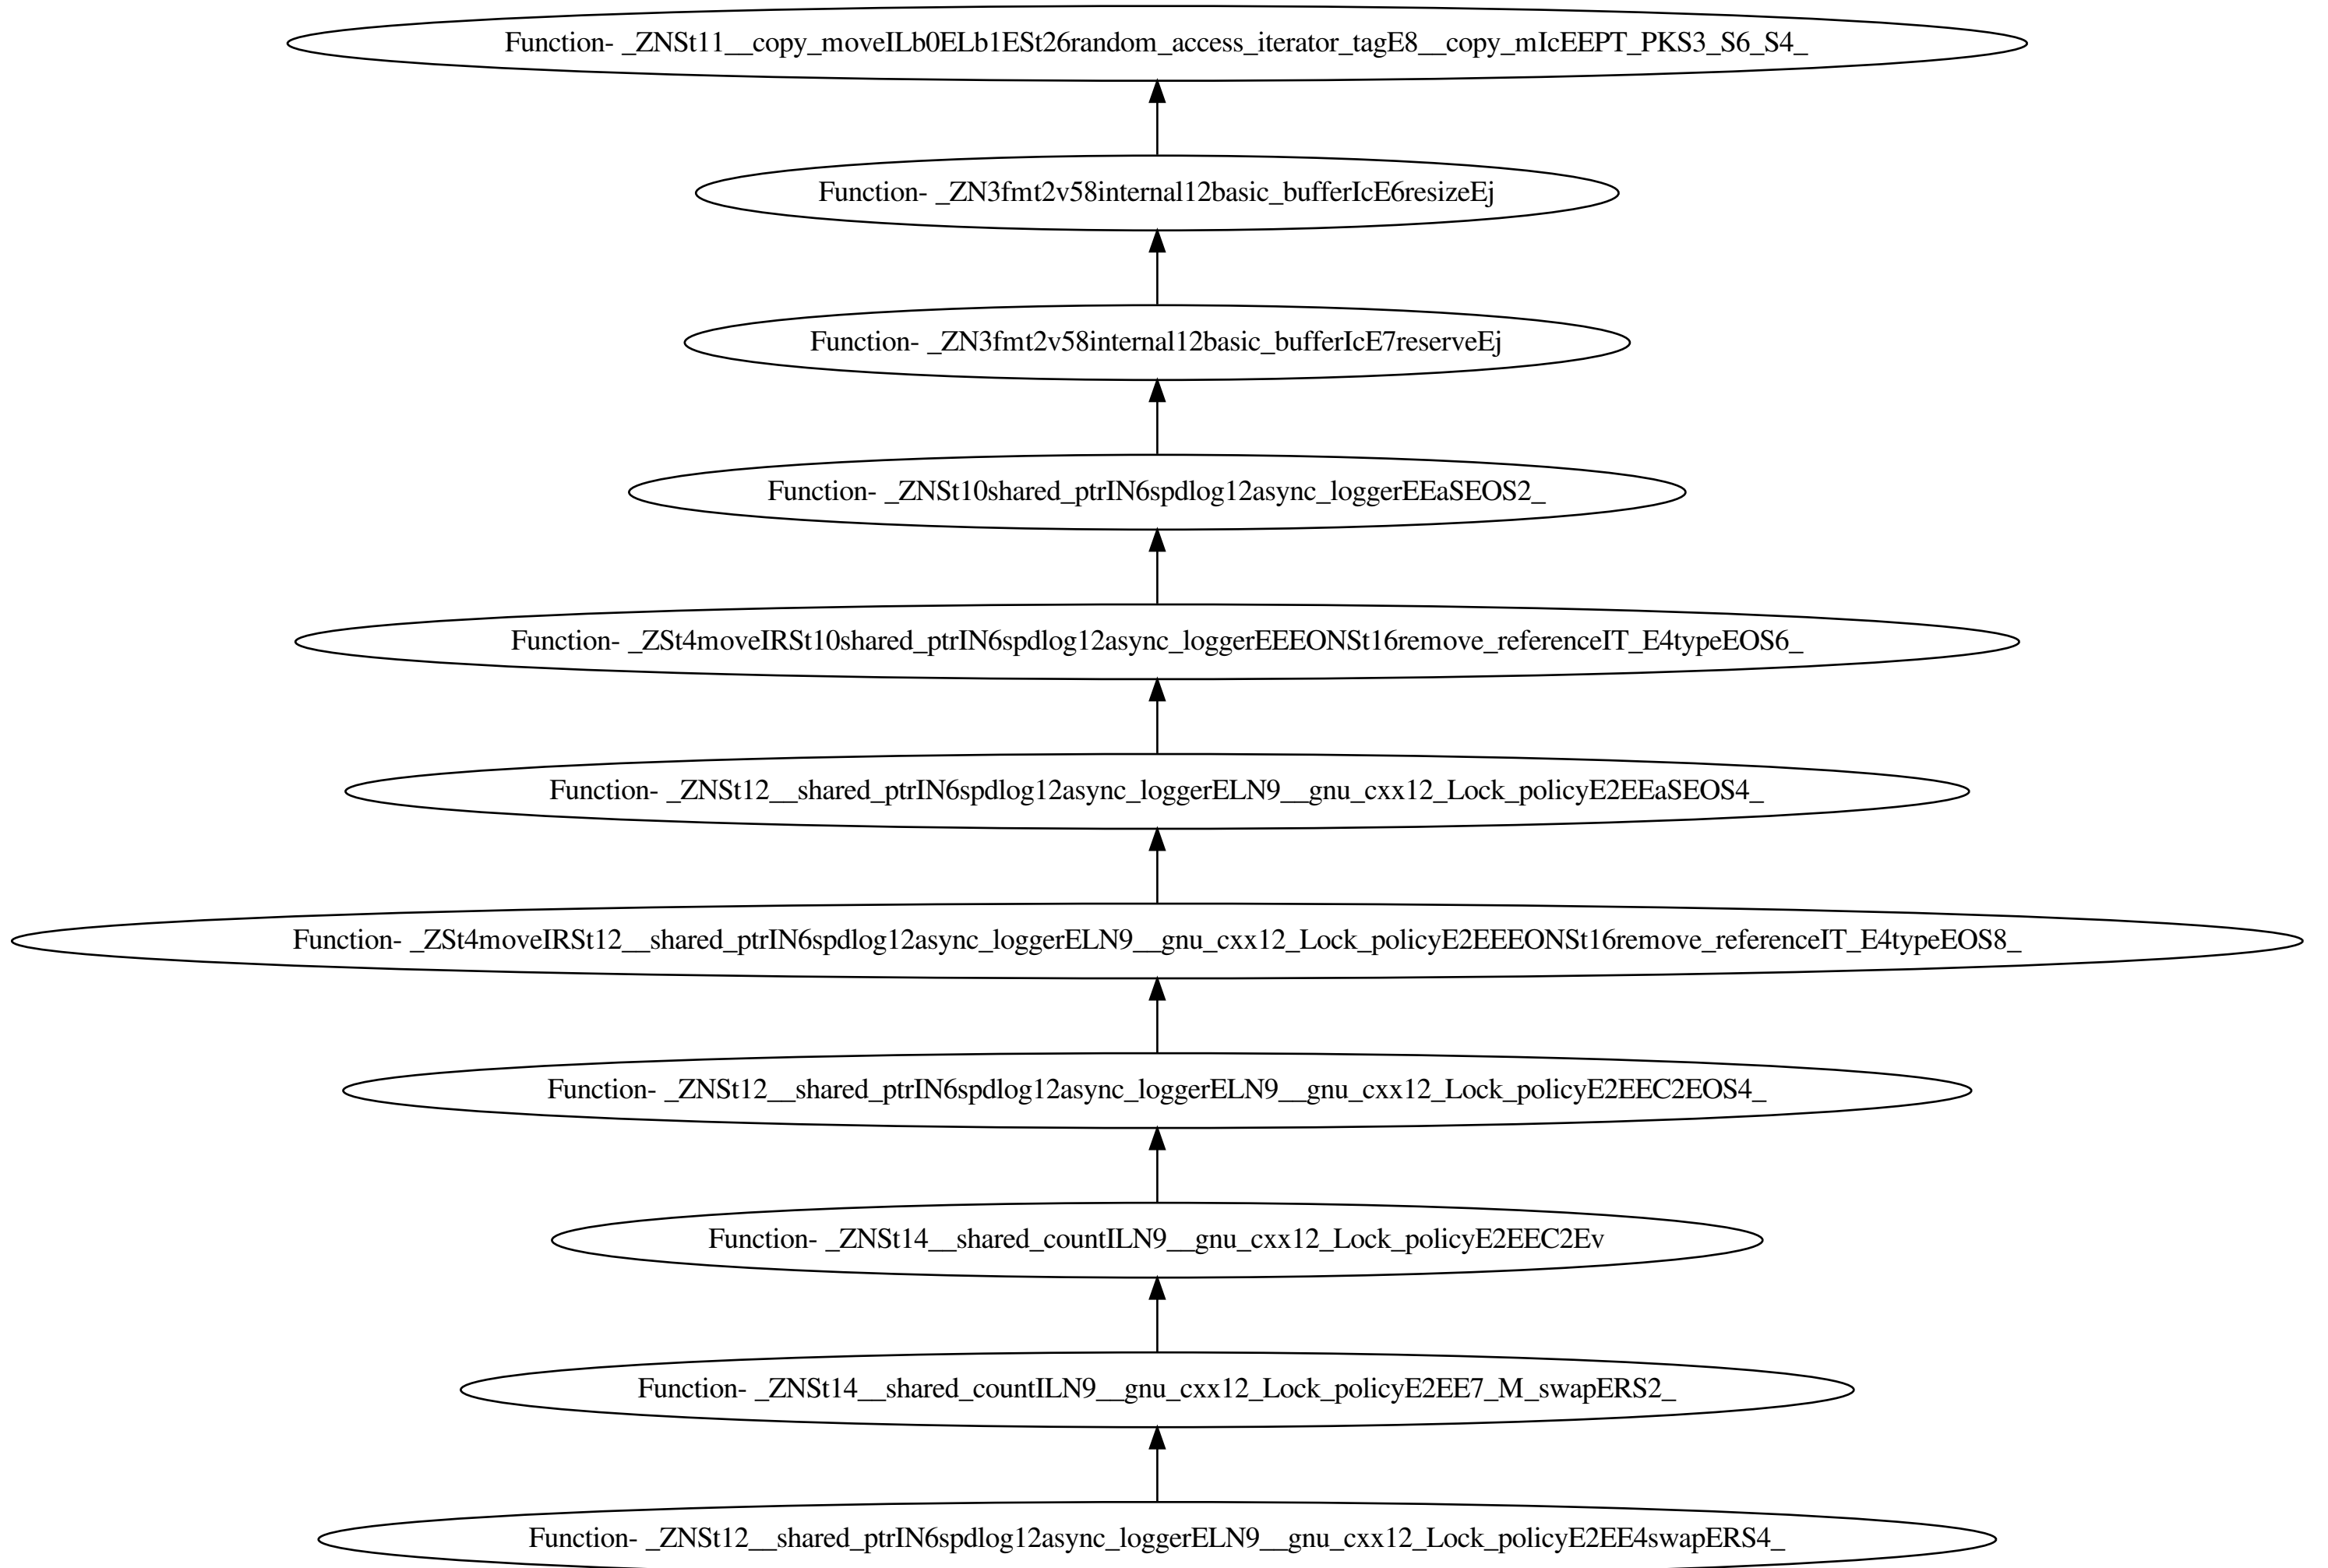 Function- _ZNSt11__copy_moveILb0ELb1ESt26random_access_iterator_tagE8__copy_mIcEEPT_PKS3_S6_S4_
Function- _ZN3fmt2v58internal12basic_bufferIcE6resizeEj
Function- _ZN3fmt2v58internal12basic_bufferIcE7reserveEj
Function- _ZNSt10shared_ptrIN6spdlog12async_loggerEEaSEOS2_
Function- _ZSt4moveIRSt10shared_ptrIN6spdlog12async_loggerEEEONSt16remove_referenceIT_E4typeEOS6_
Function- _ZNSt12__shared_ptrIN6spdlog12async_loggerELN9__gnu_cxx12_Lock_policyE2EEaSEOS4_
Function- _ZSt4moveIRSt12__shared_ptrIN6spdlog12async_loggerELN9__gnu_cxx12_Lock_policyE2EEEONSt16remove_referenceIT_E4typeEOS8_
Function- _ZNSt12__shared_ptrIN6spdlog12async_loggerELN9__gnu_cxx12_Lock_policyE2EEC2EOS4_
Function- _ZNSt14__shared_countILN9__gnu_cxx12_Lock_policyE2EEC2Ev
Function- _ZNSt14__shared_countILN9__gnu_cxx12_Lock_policyE2EE7_M_swapERS2_
Function- _ZNSt12__shared_ptrIN6spdlog12async_loggerELN9__gnu_cxx12_Lock_policyE2EE4swapERS4_